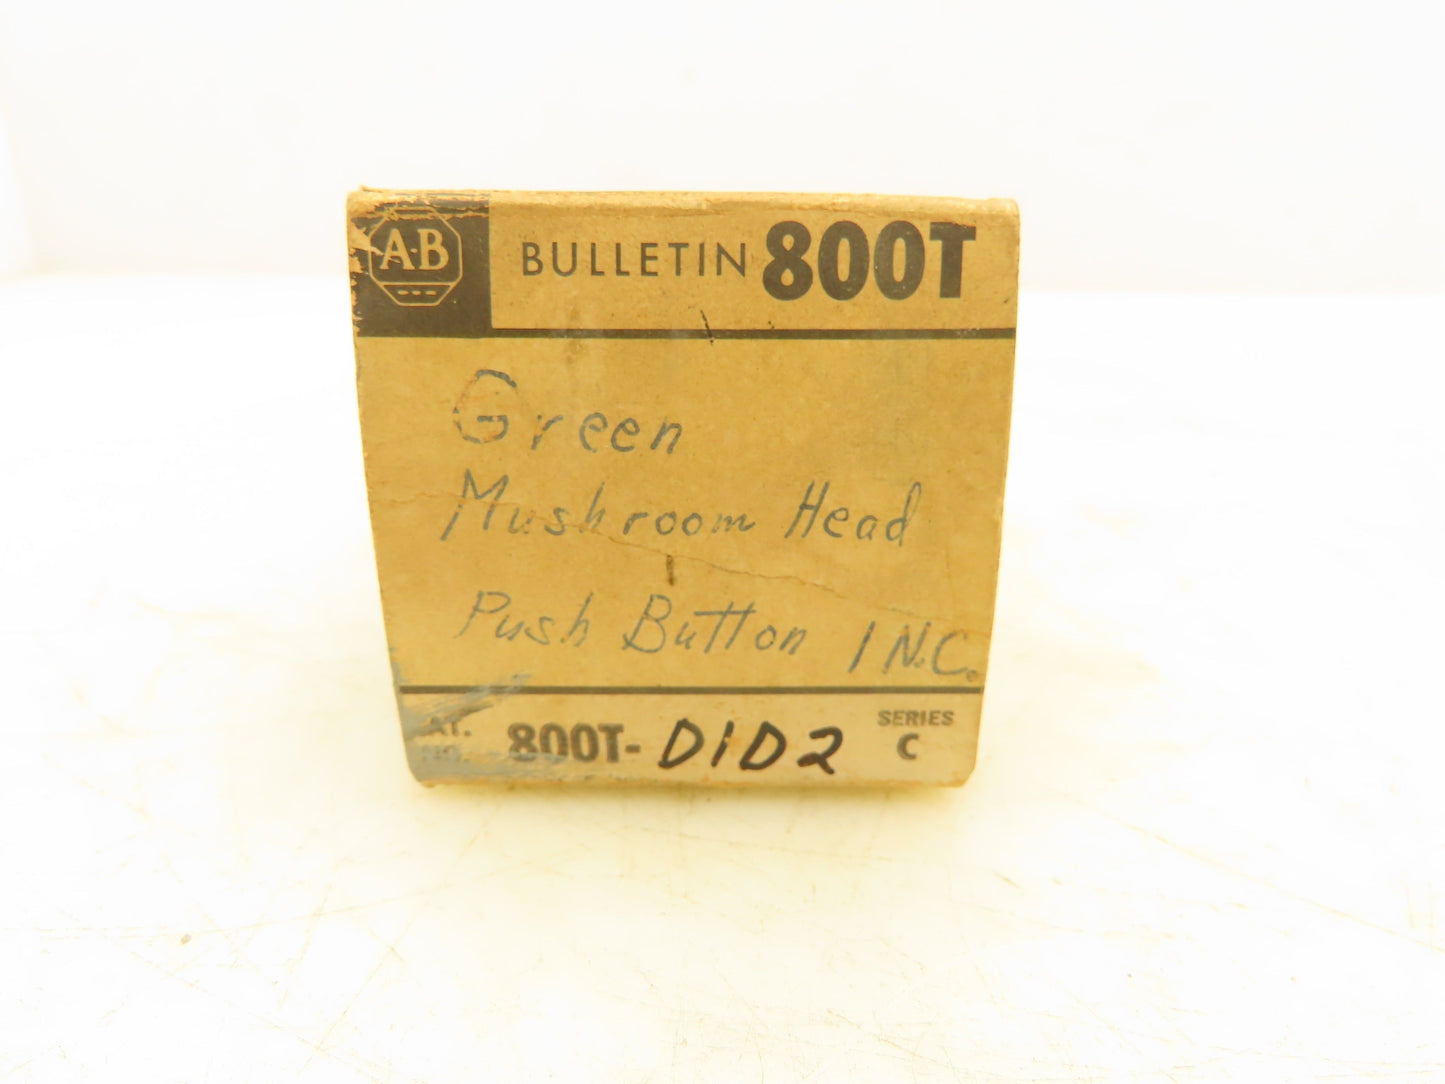 A-B BULLETIN 800T
Green
Mushroom Head
Push Button 1 N.C.
SERIES
800T-D1D2 C